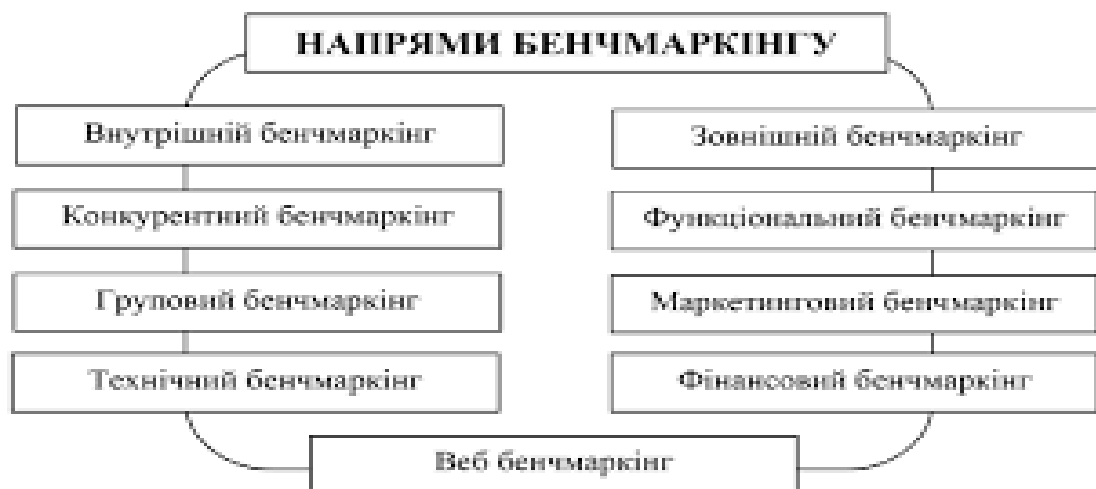 НАПРЯМИ БЕНЧМАРКІНГУ
Внутрішній бенчмаркінг
Зовнішній бенчмаркінг
Конкурентний бенчмаркінг
Функціональний бенчмаркінг
Груповий бенчмаркінг
Маркетинговий бенчмаркінг
Технічний бенчмаркінг
Фінансовий бенчмаркінг
Веб бенчмаркінг